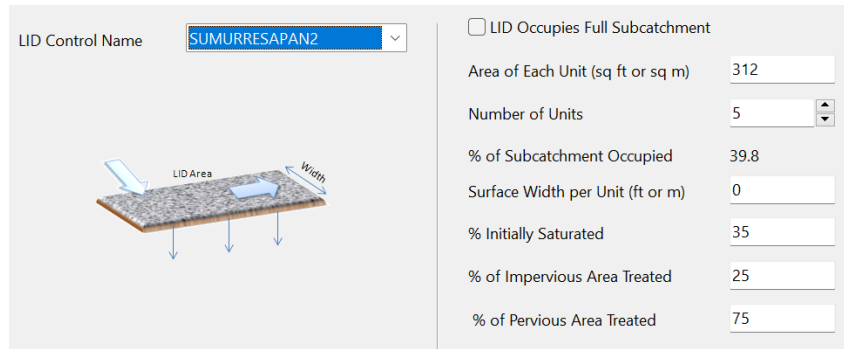 LID Control Name
SUMURRESAPAN2
LID Area
Width
LID Occupies Full Subcatchment
Area of Each Unit (sq ft or sq m)
312
Number of Units
5
% of Subcatchment Occupied
39.8
Surface Width per Unit (ft or m)
0
% Initially Saturated
35
% of Impervious Area Treated
25
% of Pervious Area Treated
75